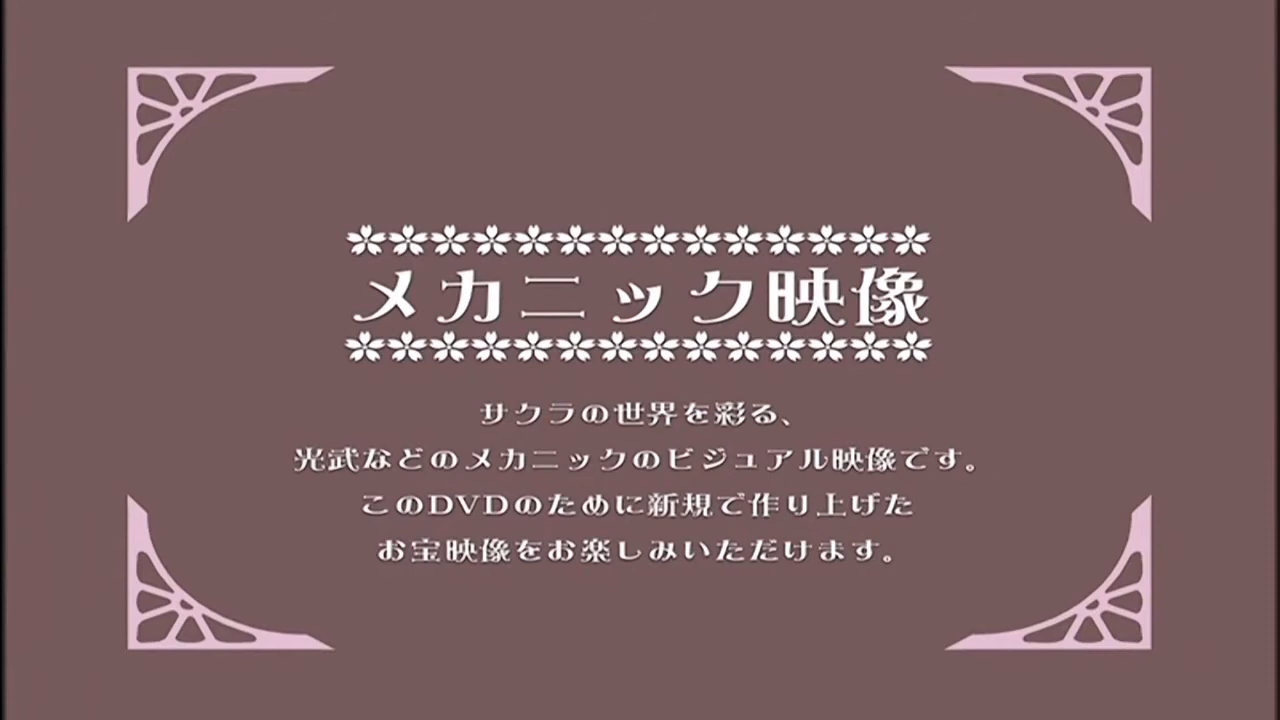 メカニック映像
サクラの世界を彩る、
光武などのメカニックのビジュアル映像です。
このDVDのために新規で作り上げた
お宝映像をお楽しみいただけます。